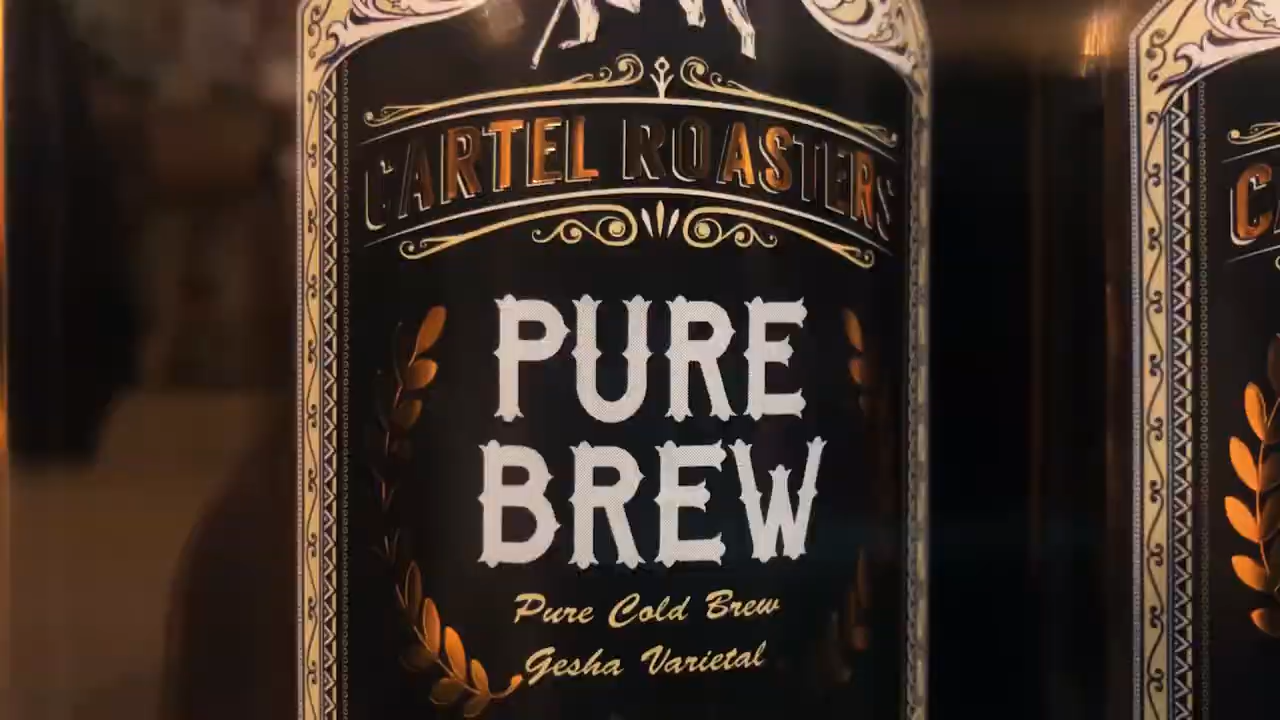 CARTEL ROASTERS
PURE
BREW
Pure Cold Brew
Gesha Varietal
C